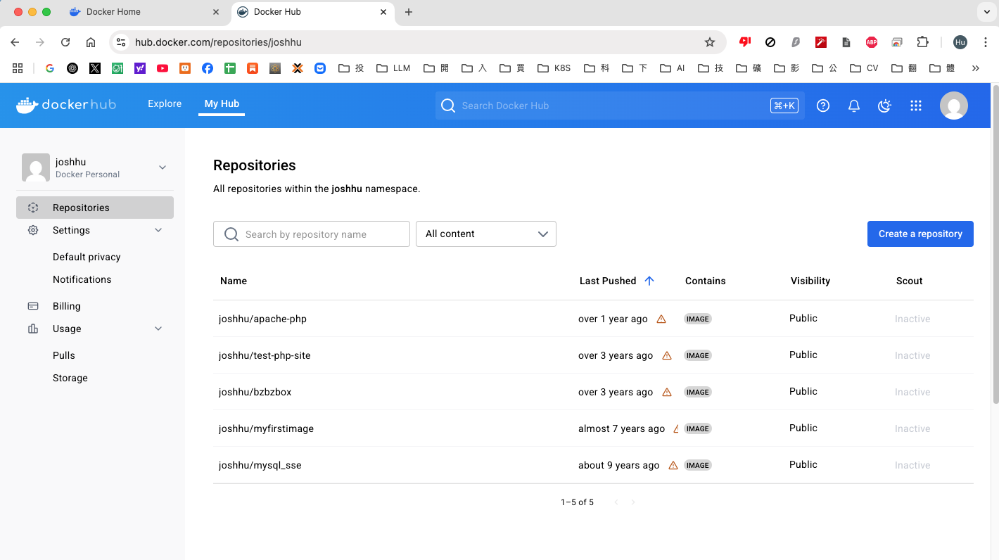 Docker Home
Docker Hub
hub.docker.com/repositories/joshhu
ABP
Hu
投
LLM
開
入
買
K8S
科
下
AI
技
礦
影
公
CV
翻
體
docker hub
Explore
My Hub
Search Docker Hub
⌘+K
joshhu
Docker Personal
Repositories
Settings
Default privacy
Notifications
Billing
Usage
Pulls
Storage
Repositories
All repositories within the joshhu namespace.
Search by repository name
All content
Create a repository
Name Last Pushed Contains Visibility Scout
joshhu/apache-php over 1 year ago IMAGE Public Inactive
joshhu/test-php-site over 3 years ago IMAGE Public Inactive
joshhu/bzbzbox over 3 years ago IMAGE Public Inactive
joshhu/myfirstimage almost 7 years ago IMAGE Public Inactive
joshhu/mysql_sse about 9 years ago IMAGE Public Inactive
1–5 of 5